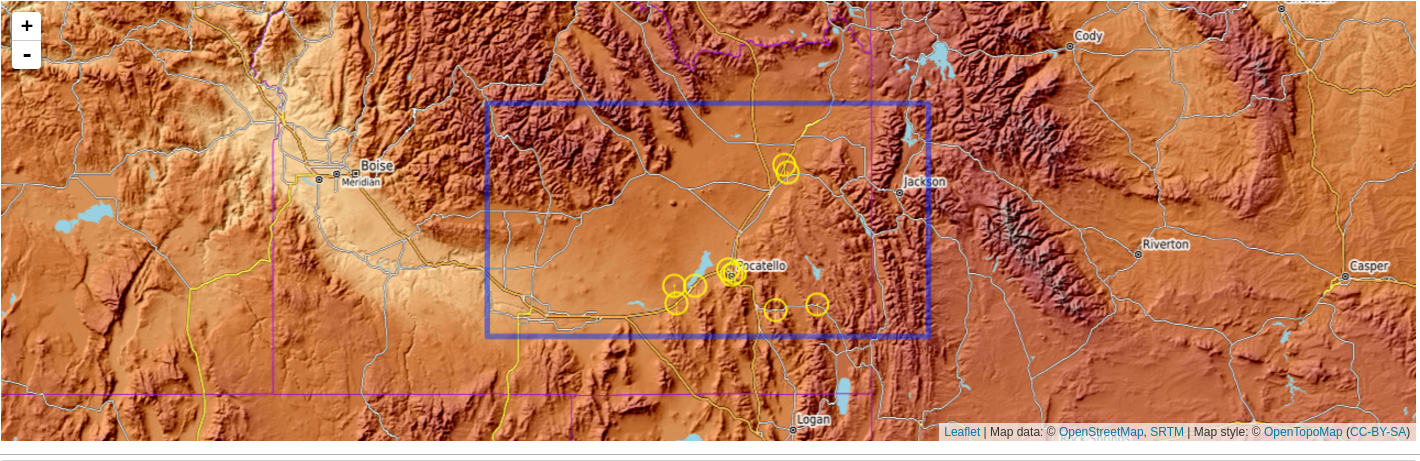 +
-
Cody
Boise
Meridian
Jackson
Riverton
Pocatello
Casper
Logan
Leaflet | Map data: © OpenStreetMap, SRTM | Map style: © OpenTopoMap (CC-BY-SA)